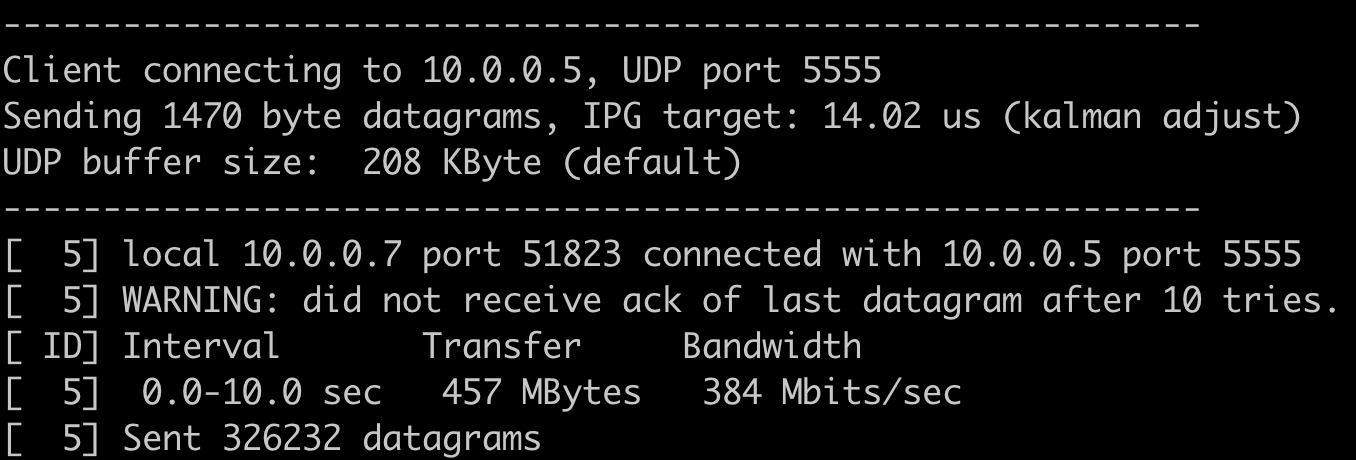 ------------------------------------------------------------
Client connecting to 10.0.0.5, UDP port 5555
Sending 1470 byte datagrams, IPG target: 14.02 us (kalman adjust)
UDP buffer size:  208 KByte (default)
------------------------------------------------------------
[  5] local 10.0.0.7 port 51823 connected with 10.0.0.5 port 5555
[  5] WARNING: did not receive ack of last datagram after 10 tries.
[ ID] Interval       Transfer     Bandwidth
[  5]  0.0-10.0 sec   457 MBytes   384 Mbits/sec
[  5] Sent 326232 datagrams